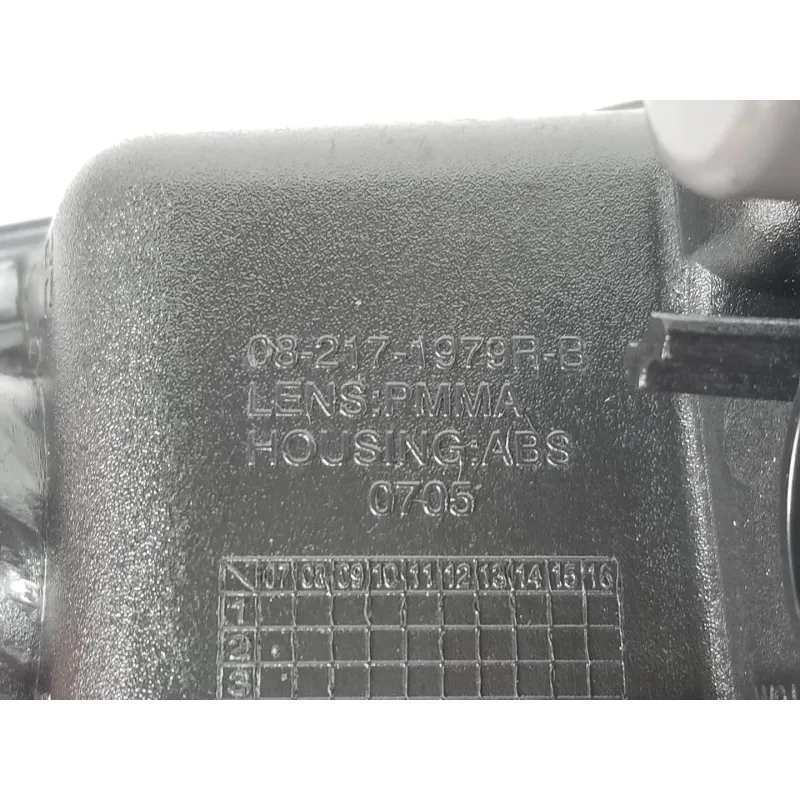 08-217-1979R-B
LENS:PMMA
HOUSING:ABS
0705
07 08 09 10 11 12 13 14 15 16
1
2
3